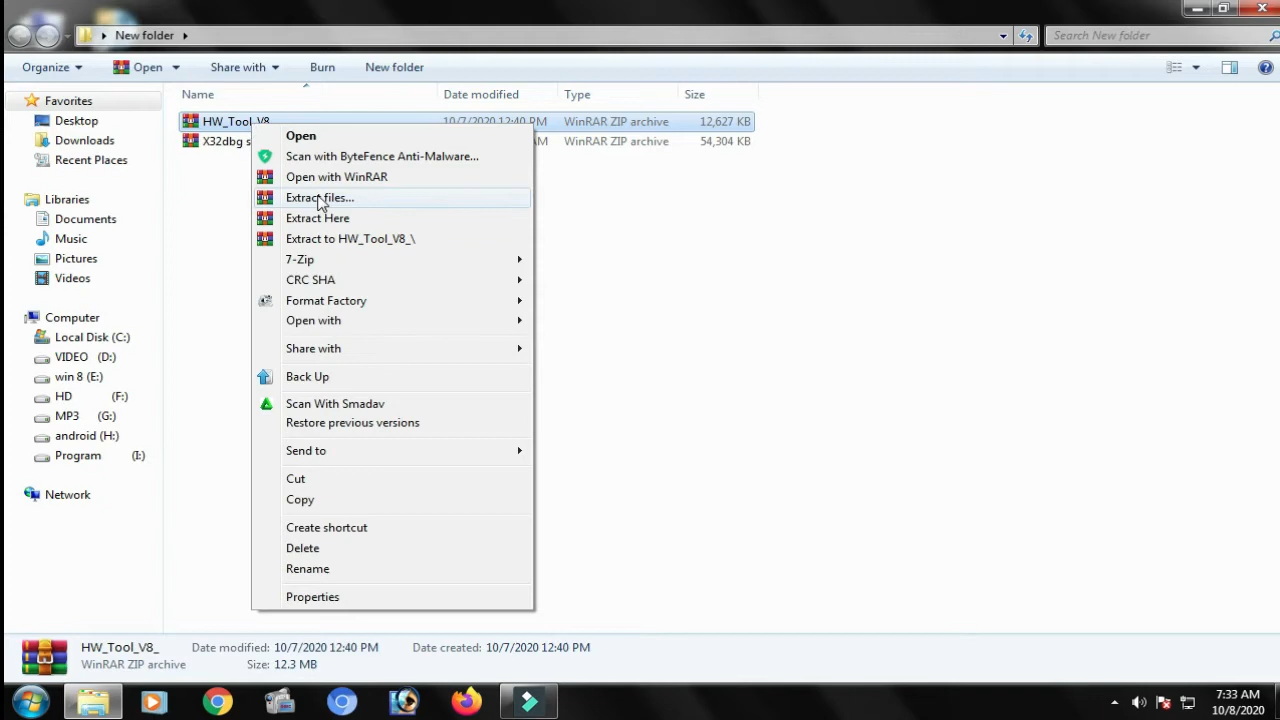 New folder
Search New folder
Organize
Open
Share with
Burn
New folder
Name
Date modified
Type
Size
Favorites
Desktop
Downloads
Recent Places
Libraries
Documents
Music
Pictures
Videos
Computer
Local Disk (C:)
VIDEO (D:)
win 8 (E:)
HD (F:)
MP3 (G:)
android (H:)
Program (I:)
Network
HW_Tool_V8_ 10/7/2020 12:40 PM WinRAR ZIP archive 12,627 KB
X32dbg s AM WinRAR ZIP archive 54,304 KB
Open
Scan with ByteFence Anti-Malware...
Open with WinRAR
Extract files...
Extract Here
Extract to HW_Tool_V8_\
7-Zip
CRC SHA
Format Factory
Open with
Share with
Back Up
Scan With Smadav
Restore previous versions
Send to
Cut
Copy
Create shortcut
Delete
Rename
Properties
HW_Tool_V8_ Date modified: 10/7/2020 12:40 PM Date created: 10/7/2020 12:40 PM
WinRAR ZIP archive Size: 12.3 MB
7:33 AM
10/8/2020